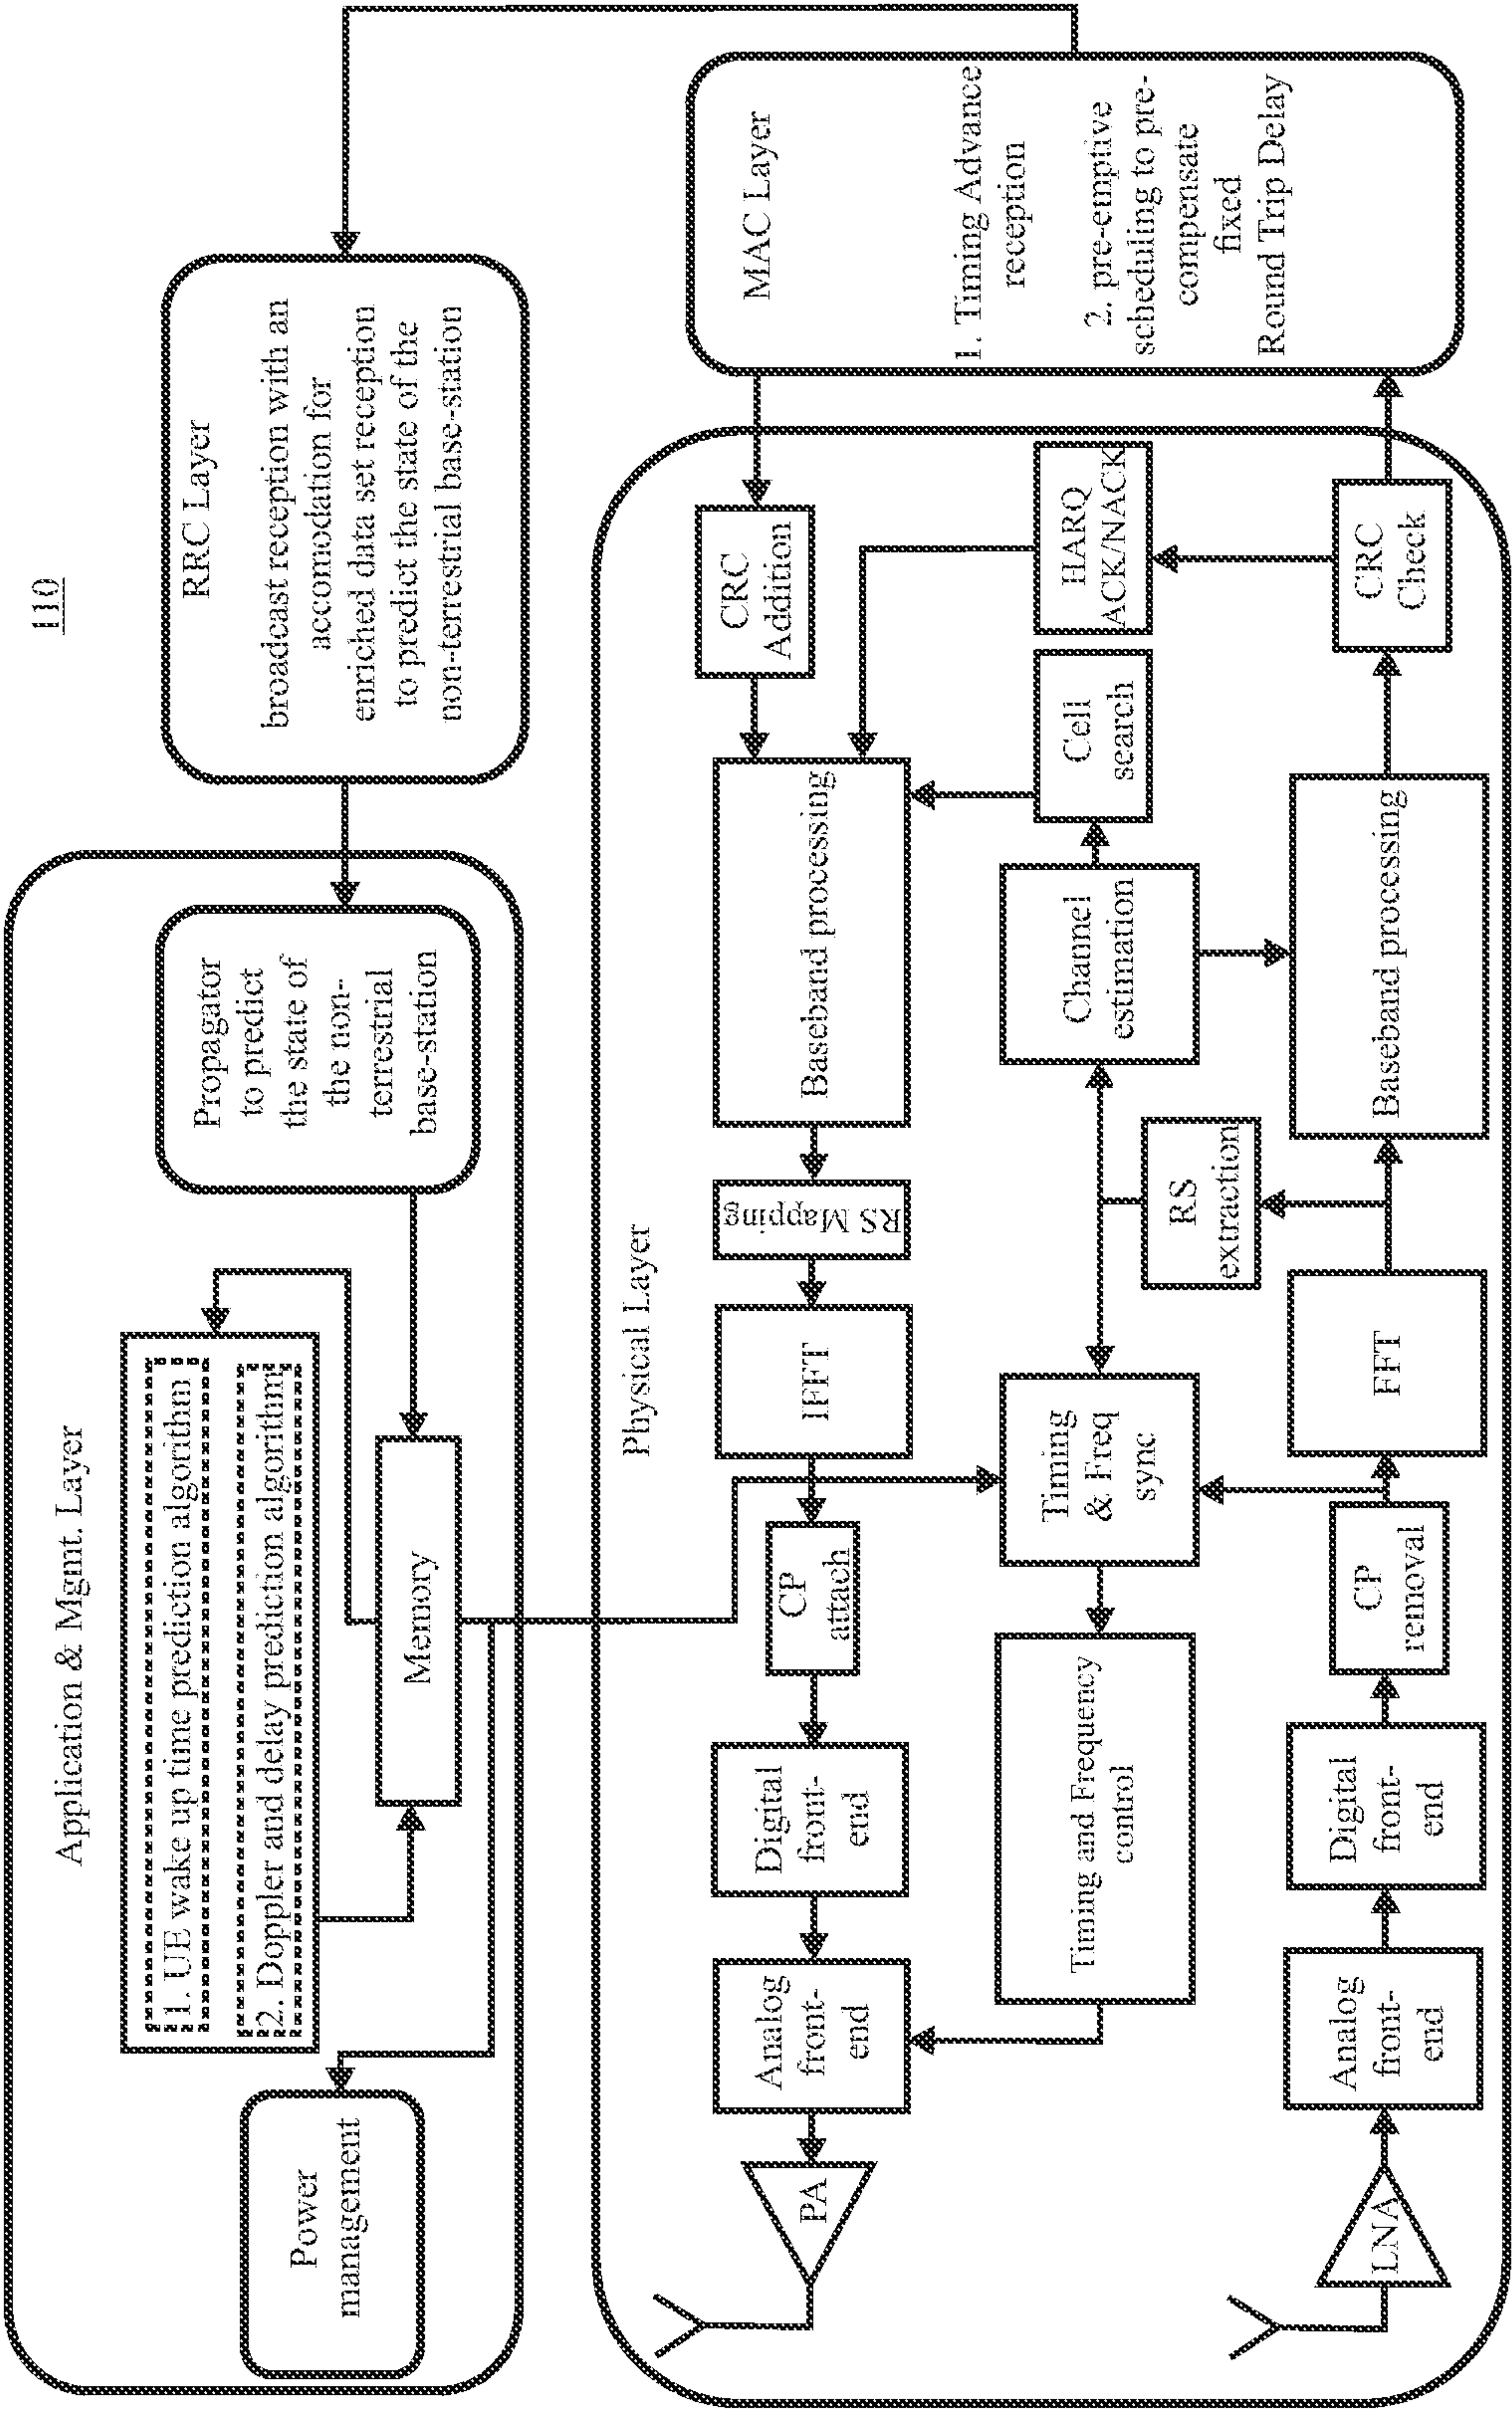 110
Application & Mgmt. Layer
Power
management
1. UE wake up time prediction algorithm
2. Doppler and delay prediction algorithm
Memory
Propagator
to predict
the state of
the non-
terrestrial
base-station
RRC Layer
broadcast reception with an
accomodation for
enriched data set reception
to predict the state of the
non-terrestrial base-station
Physical Layer
PA
Analog
front-
end
Digital
front-
end
CP
attach
IFFT
RS Mapping
Baseband processing
CRC
Addition
Timing and Frequency
control
Timing
& Freq
sync
Channel
estimation
Cell
search
HARQ
ACK/NACK
RS
extraction
LNA
Analog
front-
end
Digital
front-
end
CP
removal
FFT
Baseband processing
CRC
Check
MAC Layer
1. Timing Advance
reception
2. pre-emptive
scheduling to pre-
compensate
fixed
Round Trip Delay